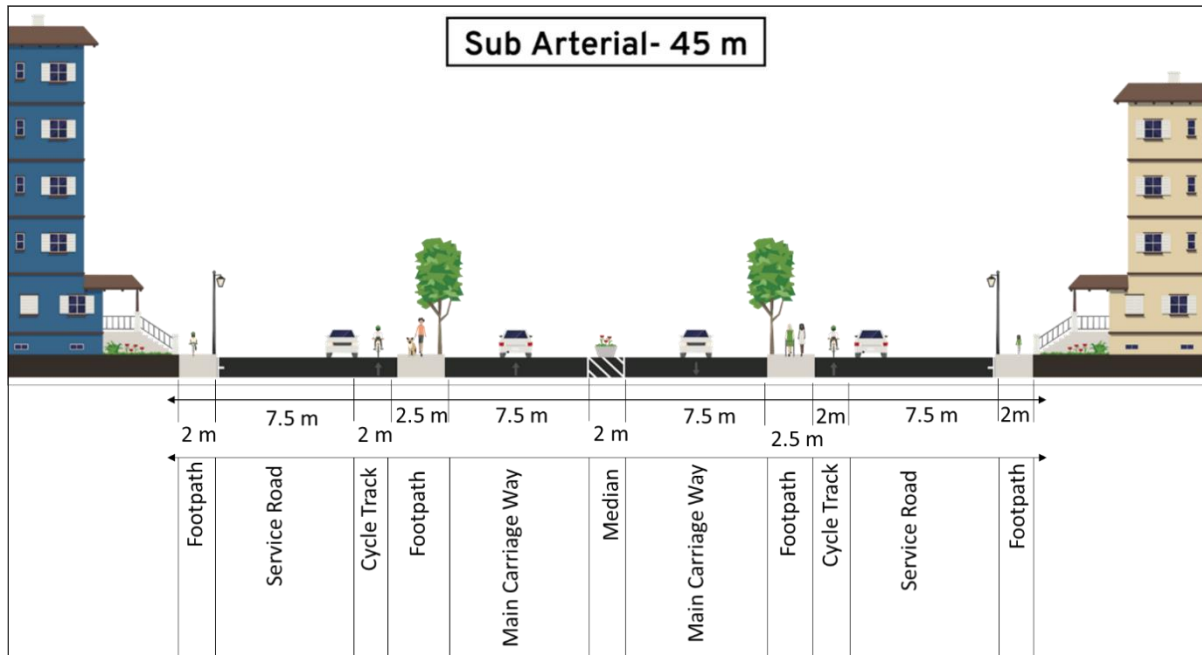 Sub Arterial- 45 m
7.5 m 2.5 m 7.5 m 7.5 m 2m 7.5 m 2m
2 m 2 m 2 m 2.5 m
Footpath
Service Road
Cycle Track
Footpath
Main Carriage Way
Median
Main Carriage Way
Footpath
Cycle Track
Service Road
Footpath